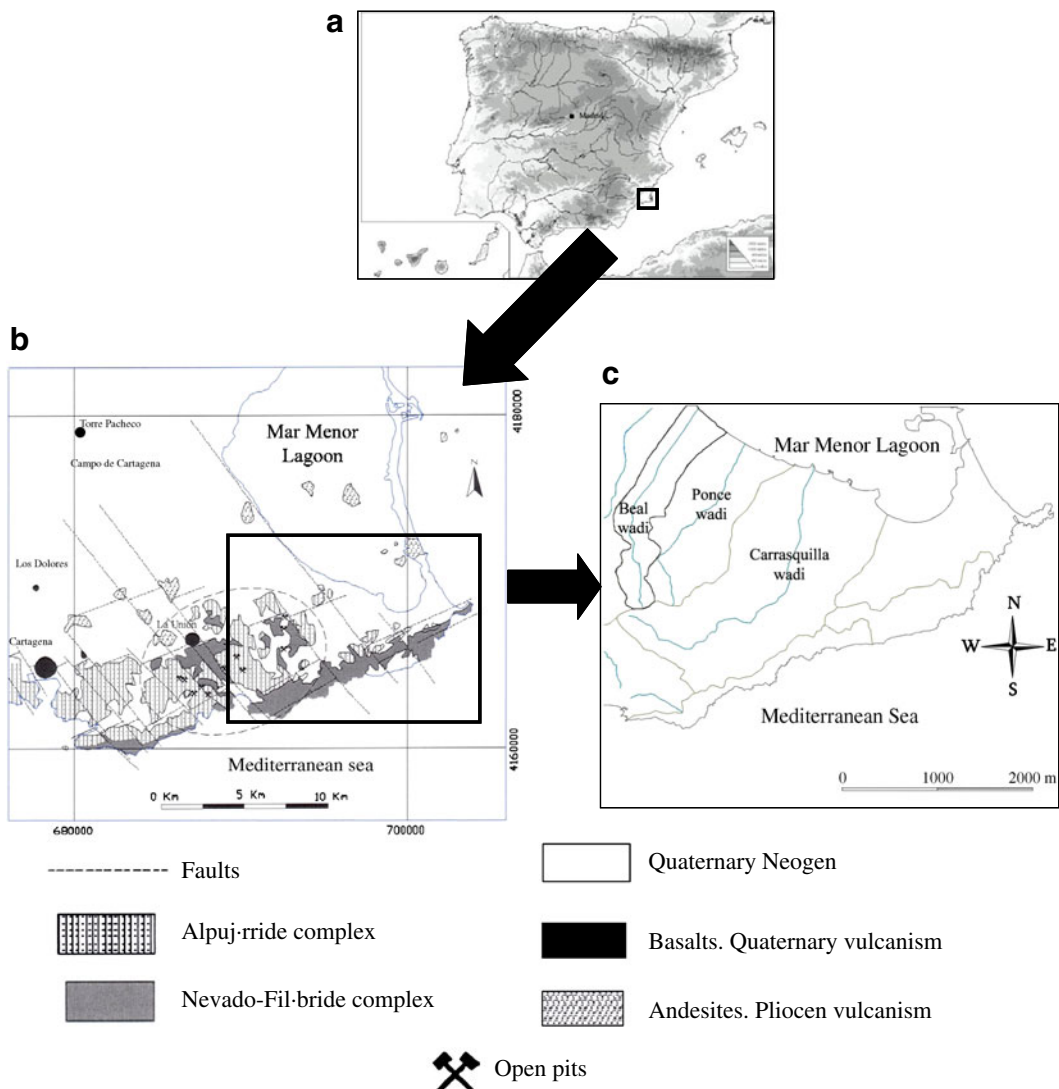 a
Madrid
b
Torre Pacheco
Campo de Cartagena
Mar Menor
Lagoon
4180000
N
Los Dolores
La Unión
Cartagena
4160000
Mediterranean sea
0 Km 5 Km 10 Km
680000 700000
c
Mar Menor Lagoon
Beal
wadi
Ponce
wadi
Carrasquilla
wadi
N
W E
S
Mediterranean Sea
0 1000 2000 m
Faults
Quaternary Neogen
Alpuj·rride complex
Basalts. Quaternary vulcanism
Nevado-Fil·bride complex
Andesites. Pliocen vulcanism
Open pits